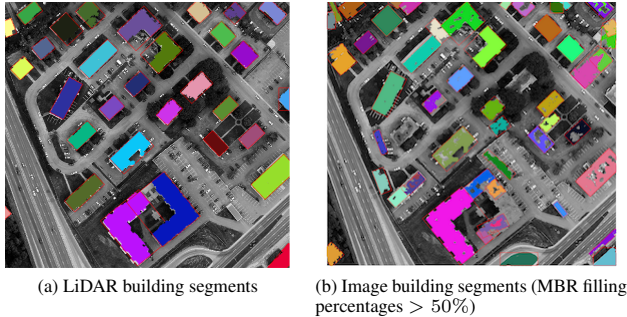 (a) LiDAR building segments
(b) Image building segments (MBR filling
percentages > 50%)